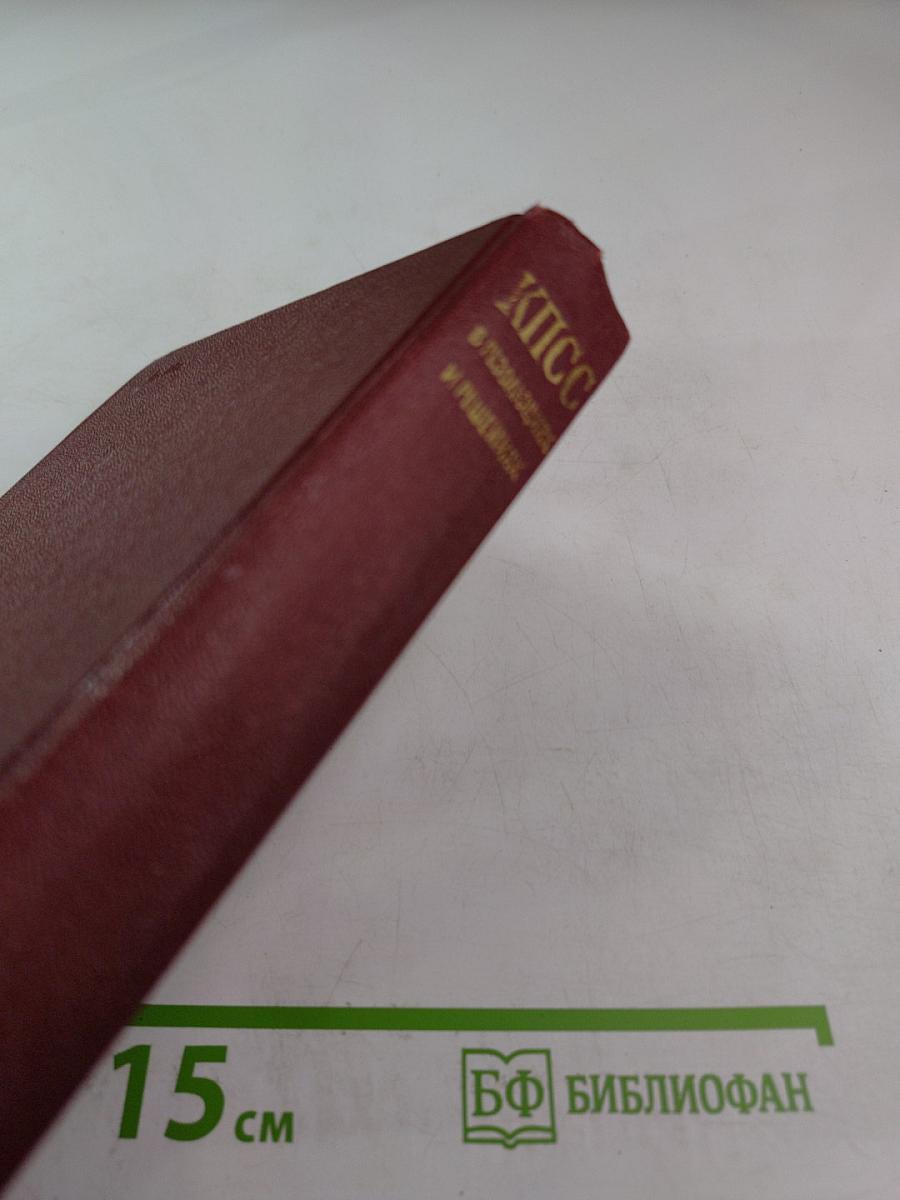 КПСС
в резолюциях
и решениях
15 см
БФ БИБЛИОФАН